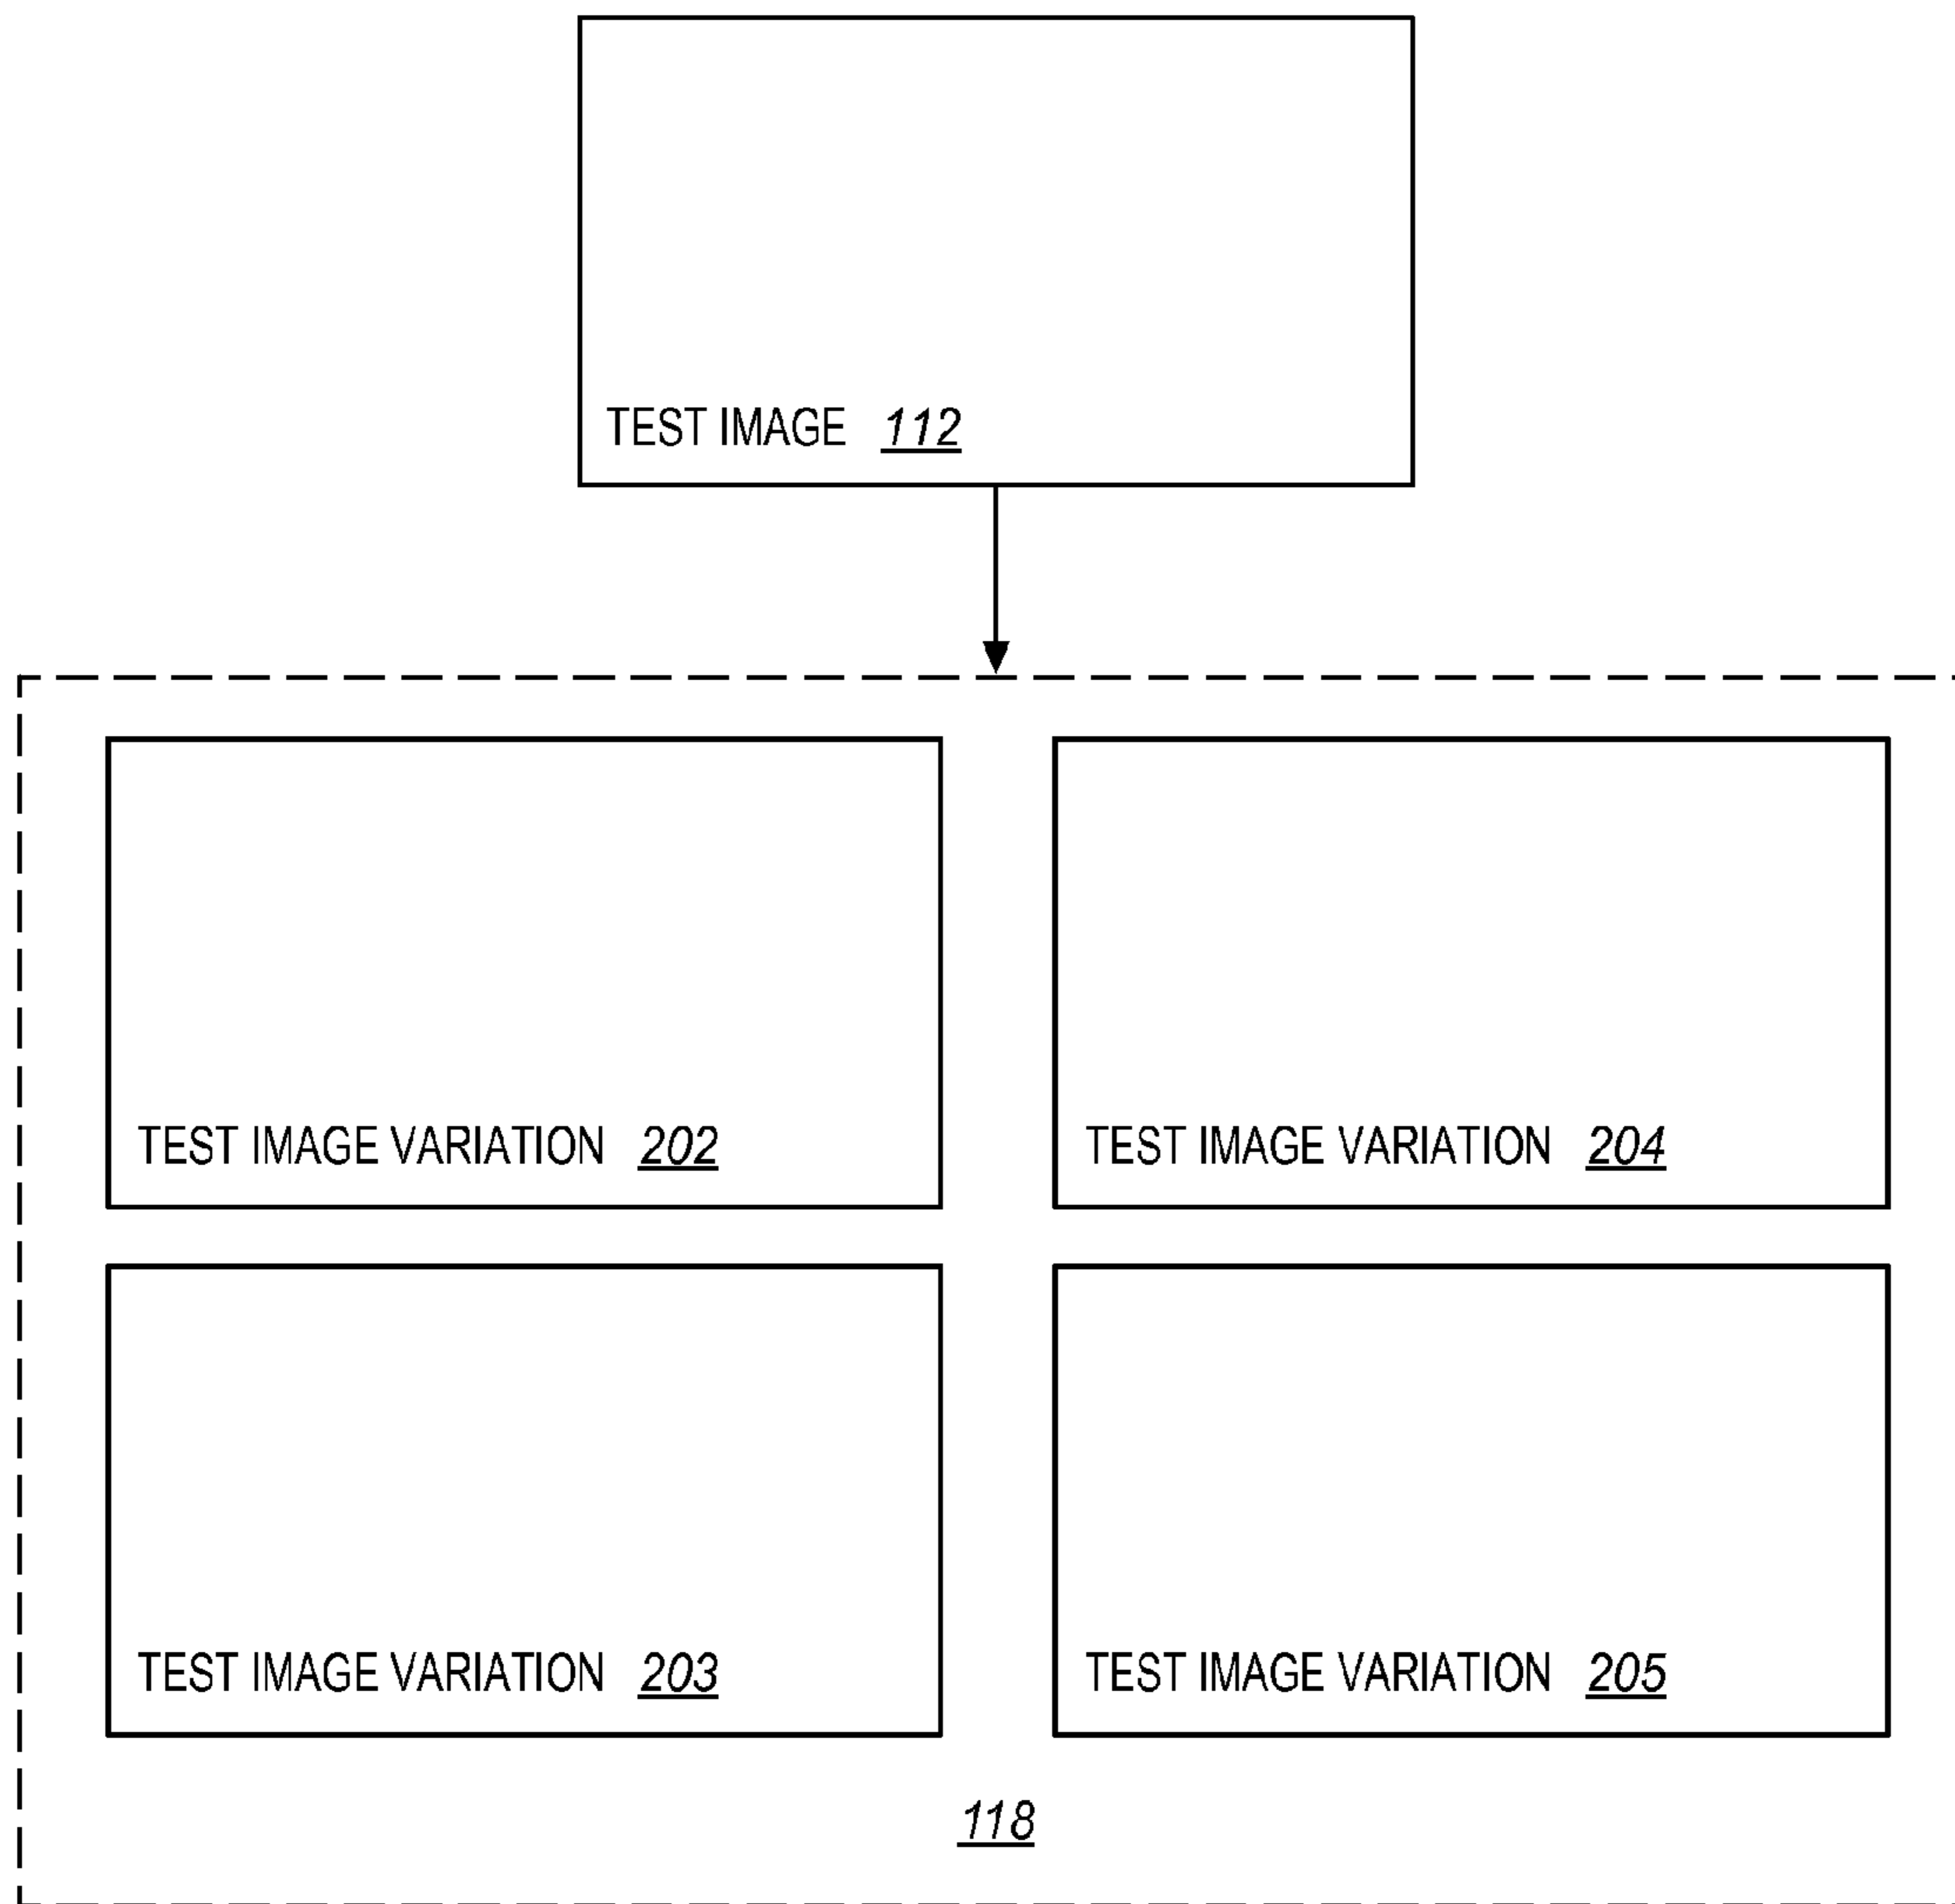 TEST IMAGE 112
TEST IMAGE VARIATION 202
TEST IMAGE VARIATION 204
TEST IMAGE VARIATION 203
TEST IMAGE VARIATION 205
118